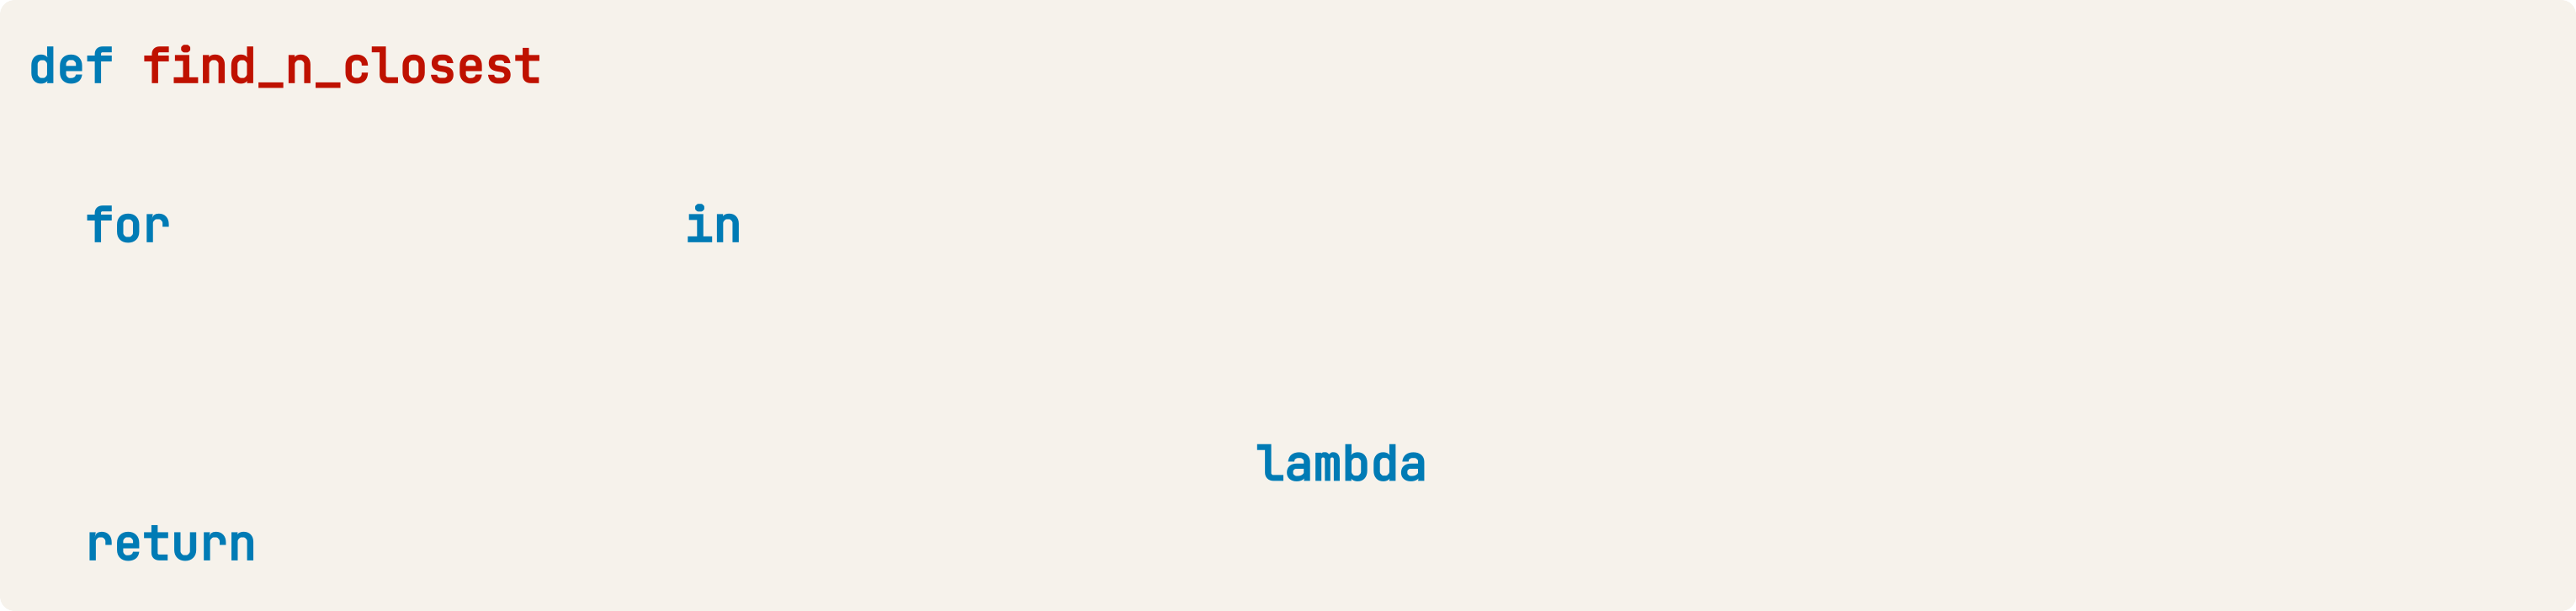 def find_n_closest
for in
lambda
return